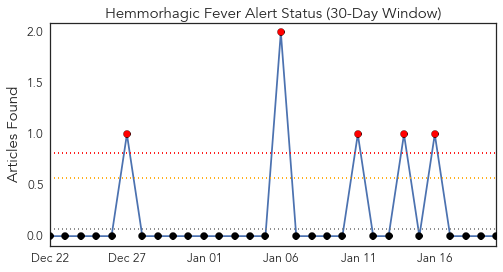 Hemmorhagic Fever Alert Status (30-Day Window)
2.0
1.5
1.0
0.5
0.0
Articles Found
Dec 22 Dec 27 Jan 01 Jan 06 Jan 11 Jan 16